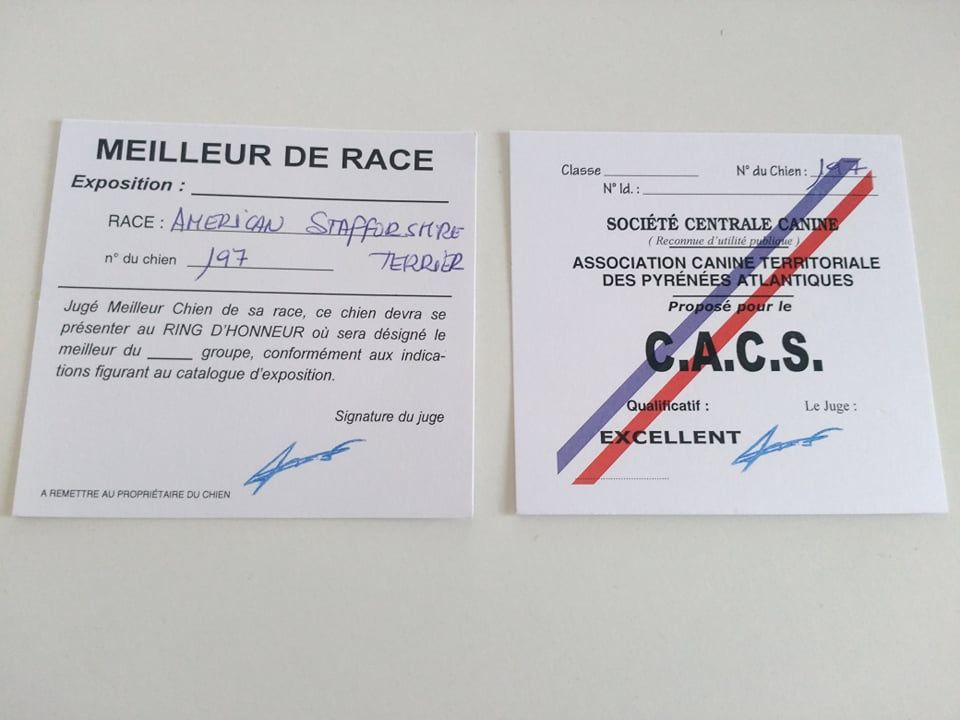 MEILLEUR DE RACE
Exposition :
RACE : AMERICAN STAFFORSHIRE
n° du chien 197 TERRIER
Jugé Meilleur Chien de sa race, ce chien devra se
présenter au RING D'HONNEUR où sera désigné le
meilleur du ____ groupe, conformément aux indica-
tions figurant au catalogue d'exposition.
Signature du juge
A REMETTRE AU PROPRIÉTAIRE DU CHIEN
Classe N° du Chien : 197
N° Id. :
SOCIÉTÉ CENTRALE CANINE
( Reconnue d'utilité publique )
ASSOCIATION CANINE TERRITORIALE
DES PYRÉNÉES ATLANTIQUES
Proposé pour le
C.A.C.S.
Qualificatif : Le Juge :
EXCELLENT